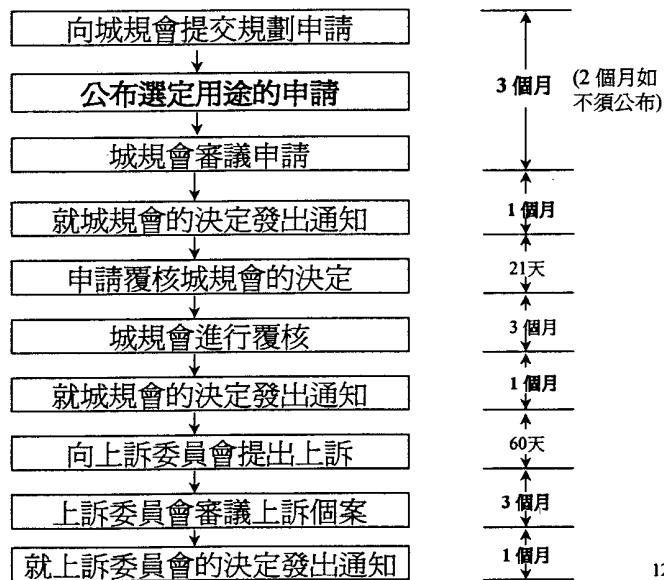 向城規會提交規劃申請
公布選定用途的申請
3 個月
(2 個月如
不須公布)
城規會審議申請
1 個月
就城規會的決定發出通知
21天
申請覆核城規會的決定
3 個月
城規會進行覆核
1 個月
就城規會的決定發出通知
60天
向上訴委員會提出上訴
3 個月
上訴委員會審議上訴個案
1 個月
就上訴委員會的決定發出通知
12